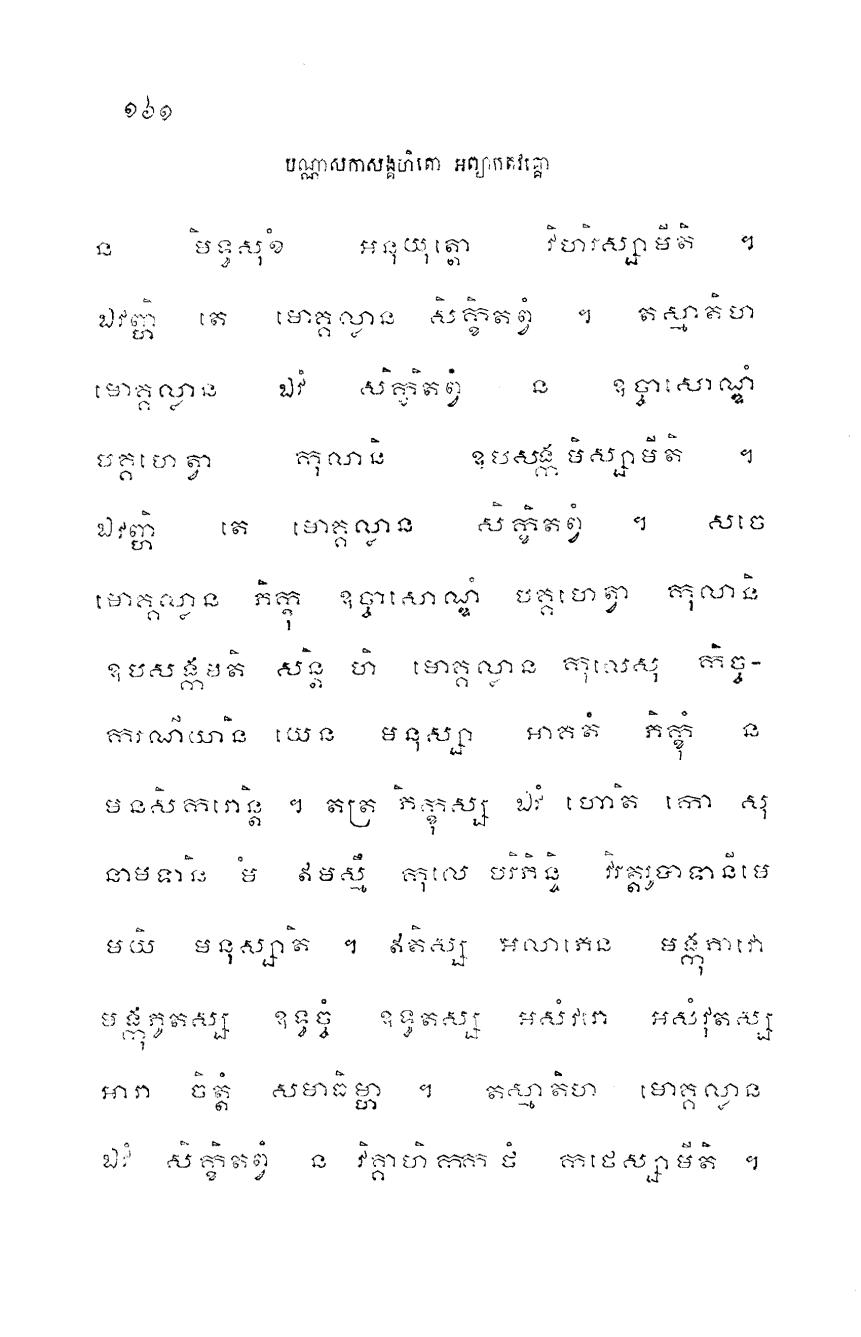 ១៦១
បណ្ណាសកាសង្គហិតោ អព្យាកតវគ្គោ
ន មិទ្ធសុខំ អនុយុត្តោ វិហរិស្សាមីតិ ។
ឯវញ្ហិ តេ មោគ្គល្លាន សិក្ខិតព្វំ ។ តស្មាតិហ
មោគ្គល្លាន ឯវំ សិក្ខិតព្វំ ន ឧច្ចាសោណ្ឌំ
បគ្គហេត្វា កុលានិ ឧបសង្កមិស្សាមីតិ ។
ឯវញ្ហិ តេ មោគ្គល្លាន សិក្ខិតព្វំ ។ សចេ
មោគ្គល្លាន ភិក្ខុ ឧច្ចាសោណ្ឌំ បគ្គហេត្វា កុលានិ
ឧបសង្កមតិ សន្តិ ហិ មោគ្គល្លាន កុលេសុ កិច្ច-
ករណីយានិ យេន មនុស្សា អាគតំ ភិក្ខុំ ន
មនសិករោន្តិ ។ តត្រ ភិក្ខុស្ស ឯវំ ហោតិ កោ សុ
នាមទានិ មំ ឥមស្មឹ កុលេ បរិភិន្ទិ វិរត្តរូបាទានីមេ
មយិ មនុស្សាតិ ។ ឥតិស្ស អលាភេន មង្កុភាវោ
មង្កុភូតស្ស ឧទ្ធច្ចំ ឧទ្ធតស្ស អសំវរោ អសំវុតស្ស
អារា ចិត្តំ សមាធិម្ហា ។ តស្មាតិហ មោគ្គល្លាន
ឯវំ សិក្ខិតព្វំ ន វិគ្គាហិកកថំ កថេស្សាមីតិ ។